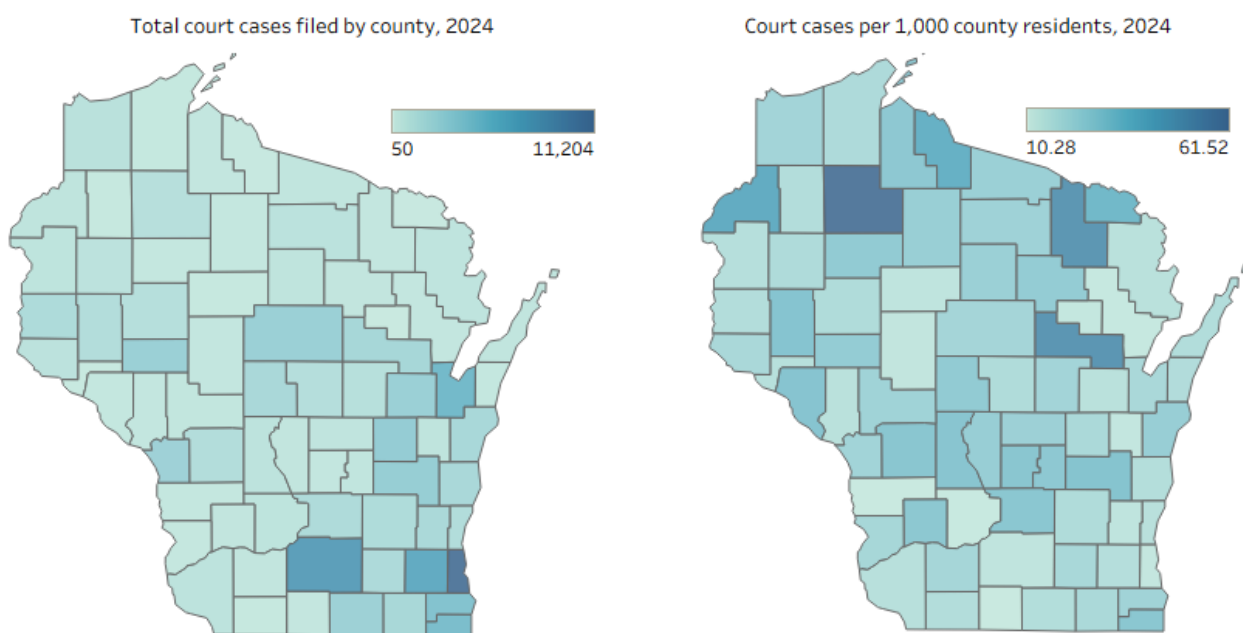 Total court cases filed by county, 2024
50
11,204
Court cases per 1,000 county residents, 2024
10.28
61.52